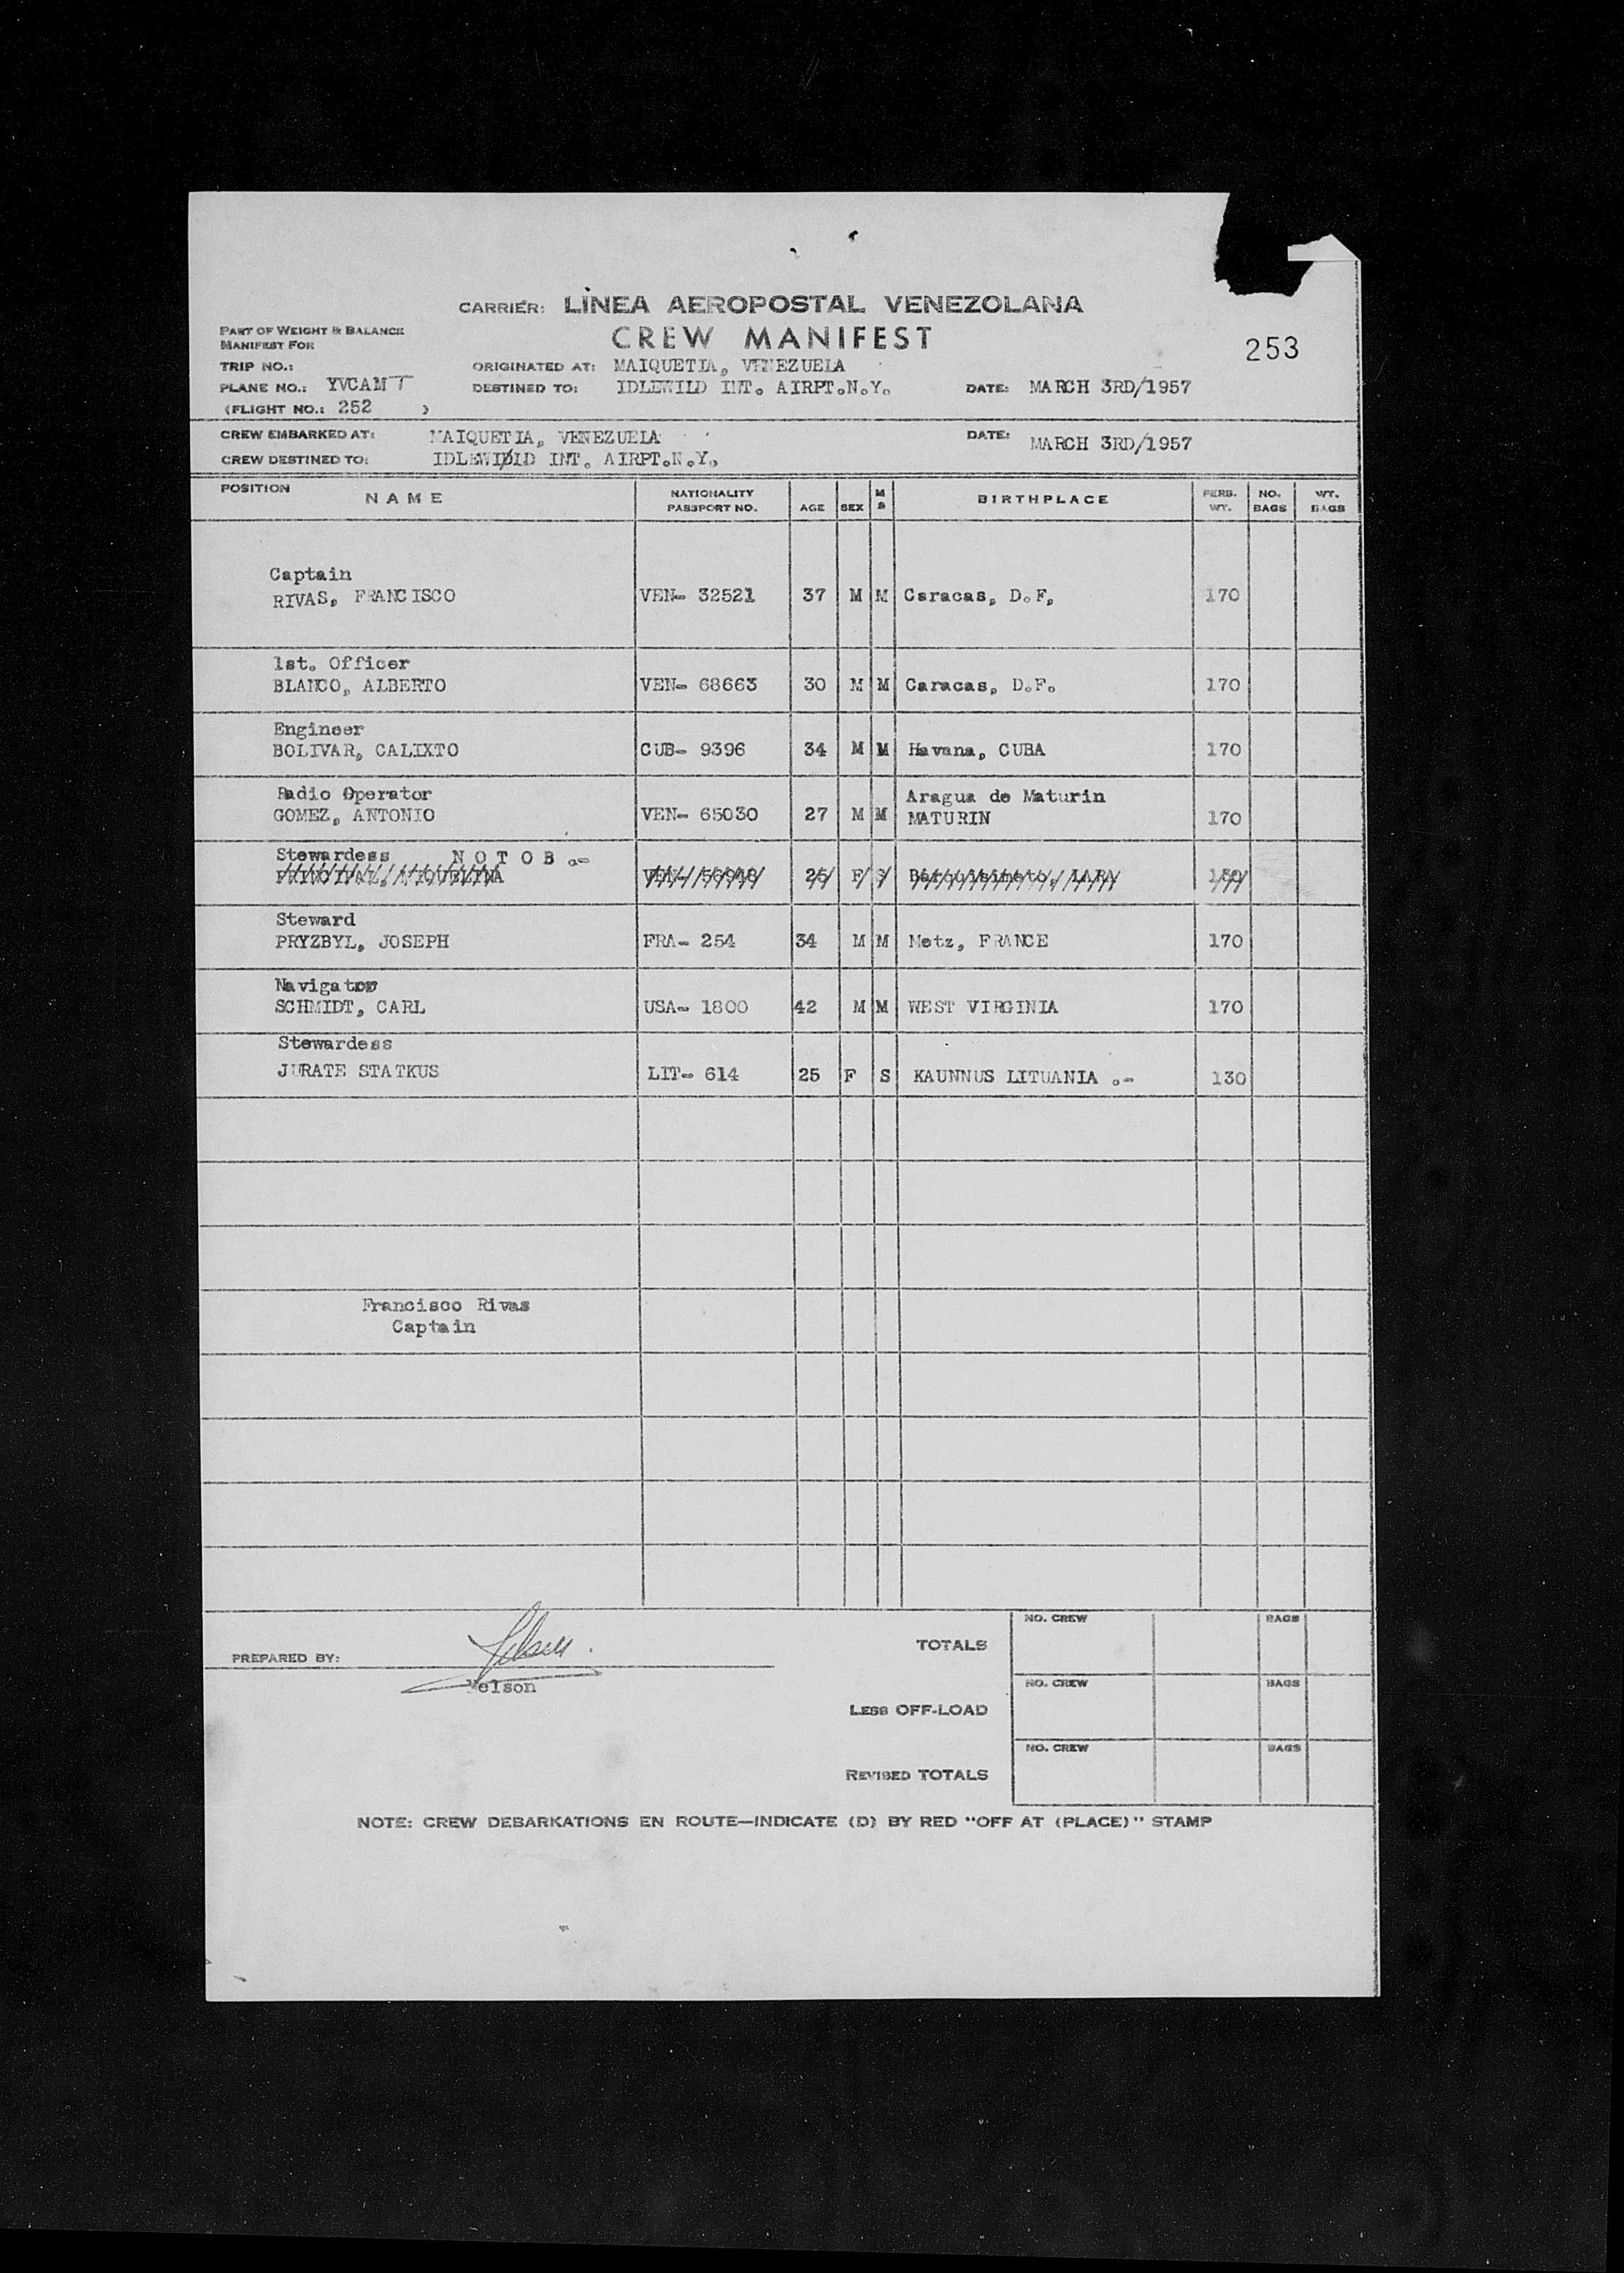 CARRIER: LINEA AEROPOSTAL VENEZOLANA
PART OF WEIGHT & BALANCE
MANIFEST FOR
CREW MANIFEST
253
TRIP NO.:
ORIGINATED AT: MAIQUETIA, VENEZUELA
PLANE NO.: YVCAMT
DESTINED TO: IDLEWILD INT. AIRPT.N.Y.
DATE: MARCH 3RD/1957
(FLIGHT NO.: 252 )
CREW EMBARKED AT: MAIQUETIA, VENEZUELA
DATE: MARCH 3RD/1957
CREW DESTINED TO: IDLEWILD INT. AIRPT.N.Y.
POSITION NAME NATIONALITY PASSPORT NO. AGE SEX M S BIRTHPLACE PERS. WT. NO. BAGS WT. BAGS
Captain
RIVAS, FRANCISCO VEN- 32521 37 M M Caracas, D.F. 170
1st. Officer
BLANCO, ALBERTO VEN- 68663 30 M M Caracas, D.F. 170
Engineer
BOLIVAR, CALIXTO CUB- 9396 34 M M Havana, CUBA 170
Radio Operator Aragua de Maturin
GOMEZ, ANTONIO VEN- 65030 27 M M MATURIN 170
Stewardess N O T O B .-
F Barquisimeto, LARA
Steward
PRYZBYL, JOSEPH FRA- 254 34 M M Metz, FRANCE 170
Navigator
SCHMIDT, CARL USA- 1800 42 M M WEST VIRGINIA 170
Stewardess
JURATE STATKUS LIT- 614 25 F S KAUNNUS LITUANIA .- 130
Francisco Rivas
Captain
PREPARED BY:
Nelson
TOTALS NO. CREW BAGS
LESS OFF-LOAD NO. CREW BAGS
REVISED TOTALS NO. CREW BAGS
NOTE: CREW DEBARKATIONS EN ROUTE—INDICATE (D) BY RED "OFF AT (PLACE)" STAMP